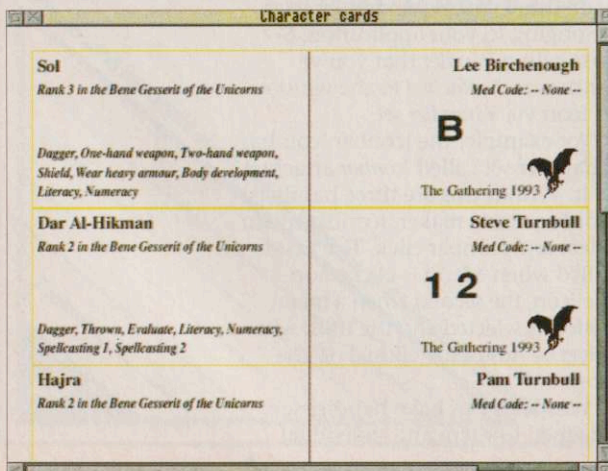 Character cards
Sol
Lee Birchenough
Rank 3 in the Bene Gesserit of the Unicorns
Med Code: -- None --
B
Dagger, One-hand weapon, Two-hand weapon,
Shield, Wear heavy armour, Body development,
Literacy, Numeracy
The Gathering 1993
Dar Al-Hikman
Steve Turnbull
Rank 2 in the Bene Gesserit of the Unicorns
Med Code: -- None --
1 2
Dagger, Thrown, Evaluate, Literacy, Numeracy,
Spellcasting 1, Spellcasting 2
The Gathering 1993
Hajra
Pam Turnbull
Rank 2 in the Bene Gesserit of the Unicorns
Med Code: -- None --